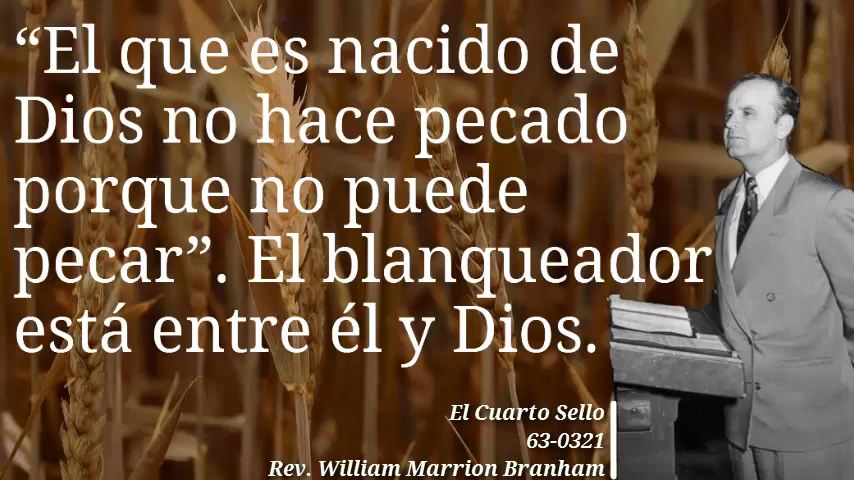 “El que es nacido de
Dios no hace pecado
porque no puede
pecar”. El blanqueador
está entre él y Dios.
El Cuarto Sello
63-0321
Rev. William Marrion Branham